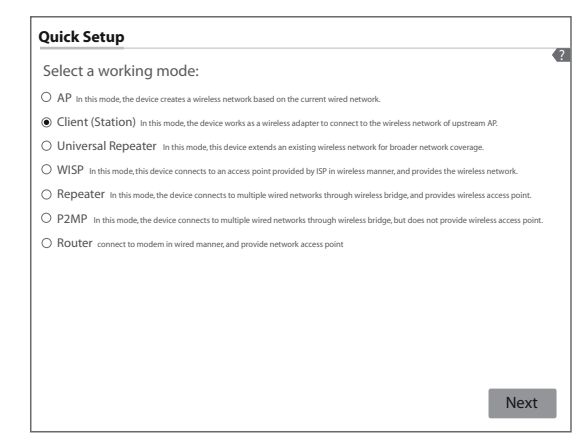 Quick Setup
?
Select a working mode:
AP In this mode, the device creates a wireless network based on the current wired network.
Client (Station) In this mode, the device works as a wireless adapter to connect to the wireless network of upstream AP.
Universal Repeater In this mode, this device extends an existing wireless network for broader network coverage.
WISP In this mode, this device connects to an access point provided by ISP in wireless manner, and provides the wireless network.
Repeater In this mode, the device connects to multiple wired networks through wireless bridge, and provides wireless access point.
P2MP In this mode, the device connects to multiple wired networks through wireless bridge, but does not provide wireless access point.
Router connect to modem in wired manner, and provide network access point
Next